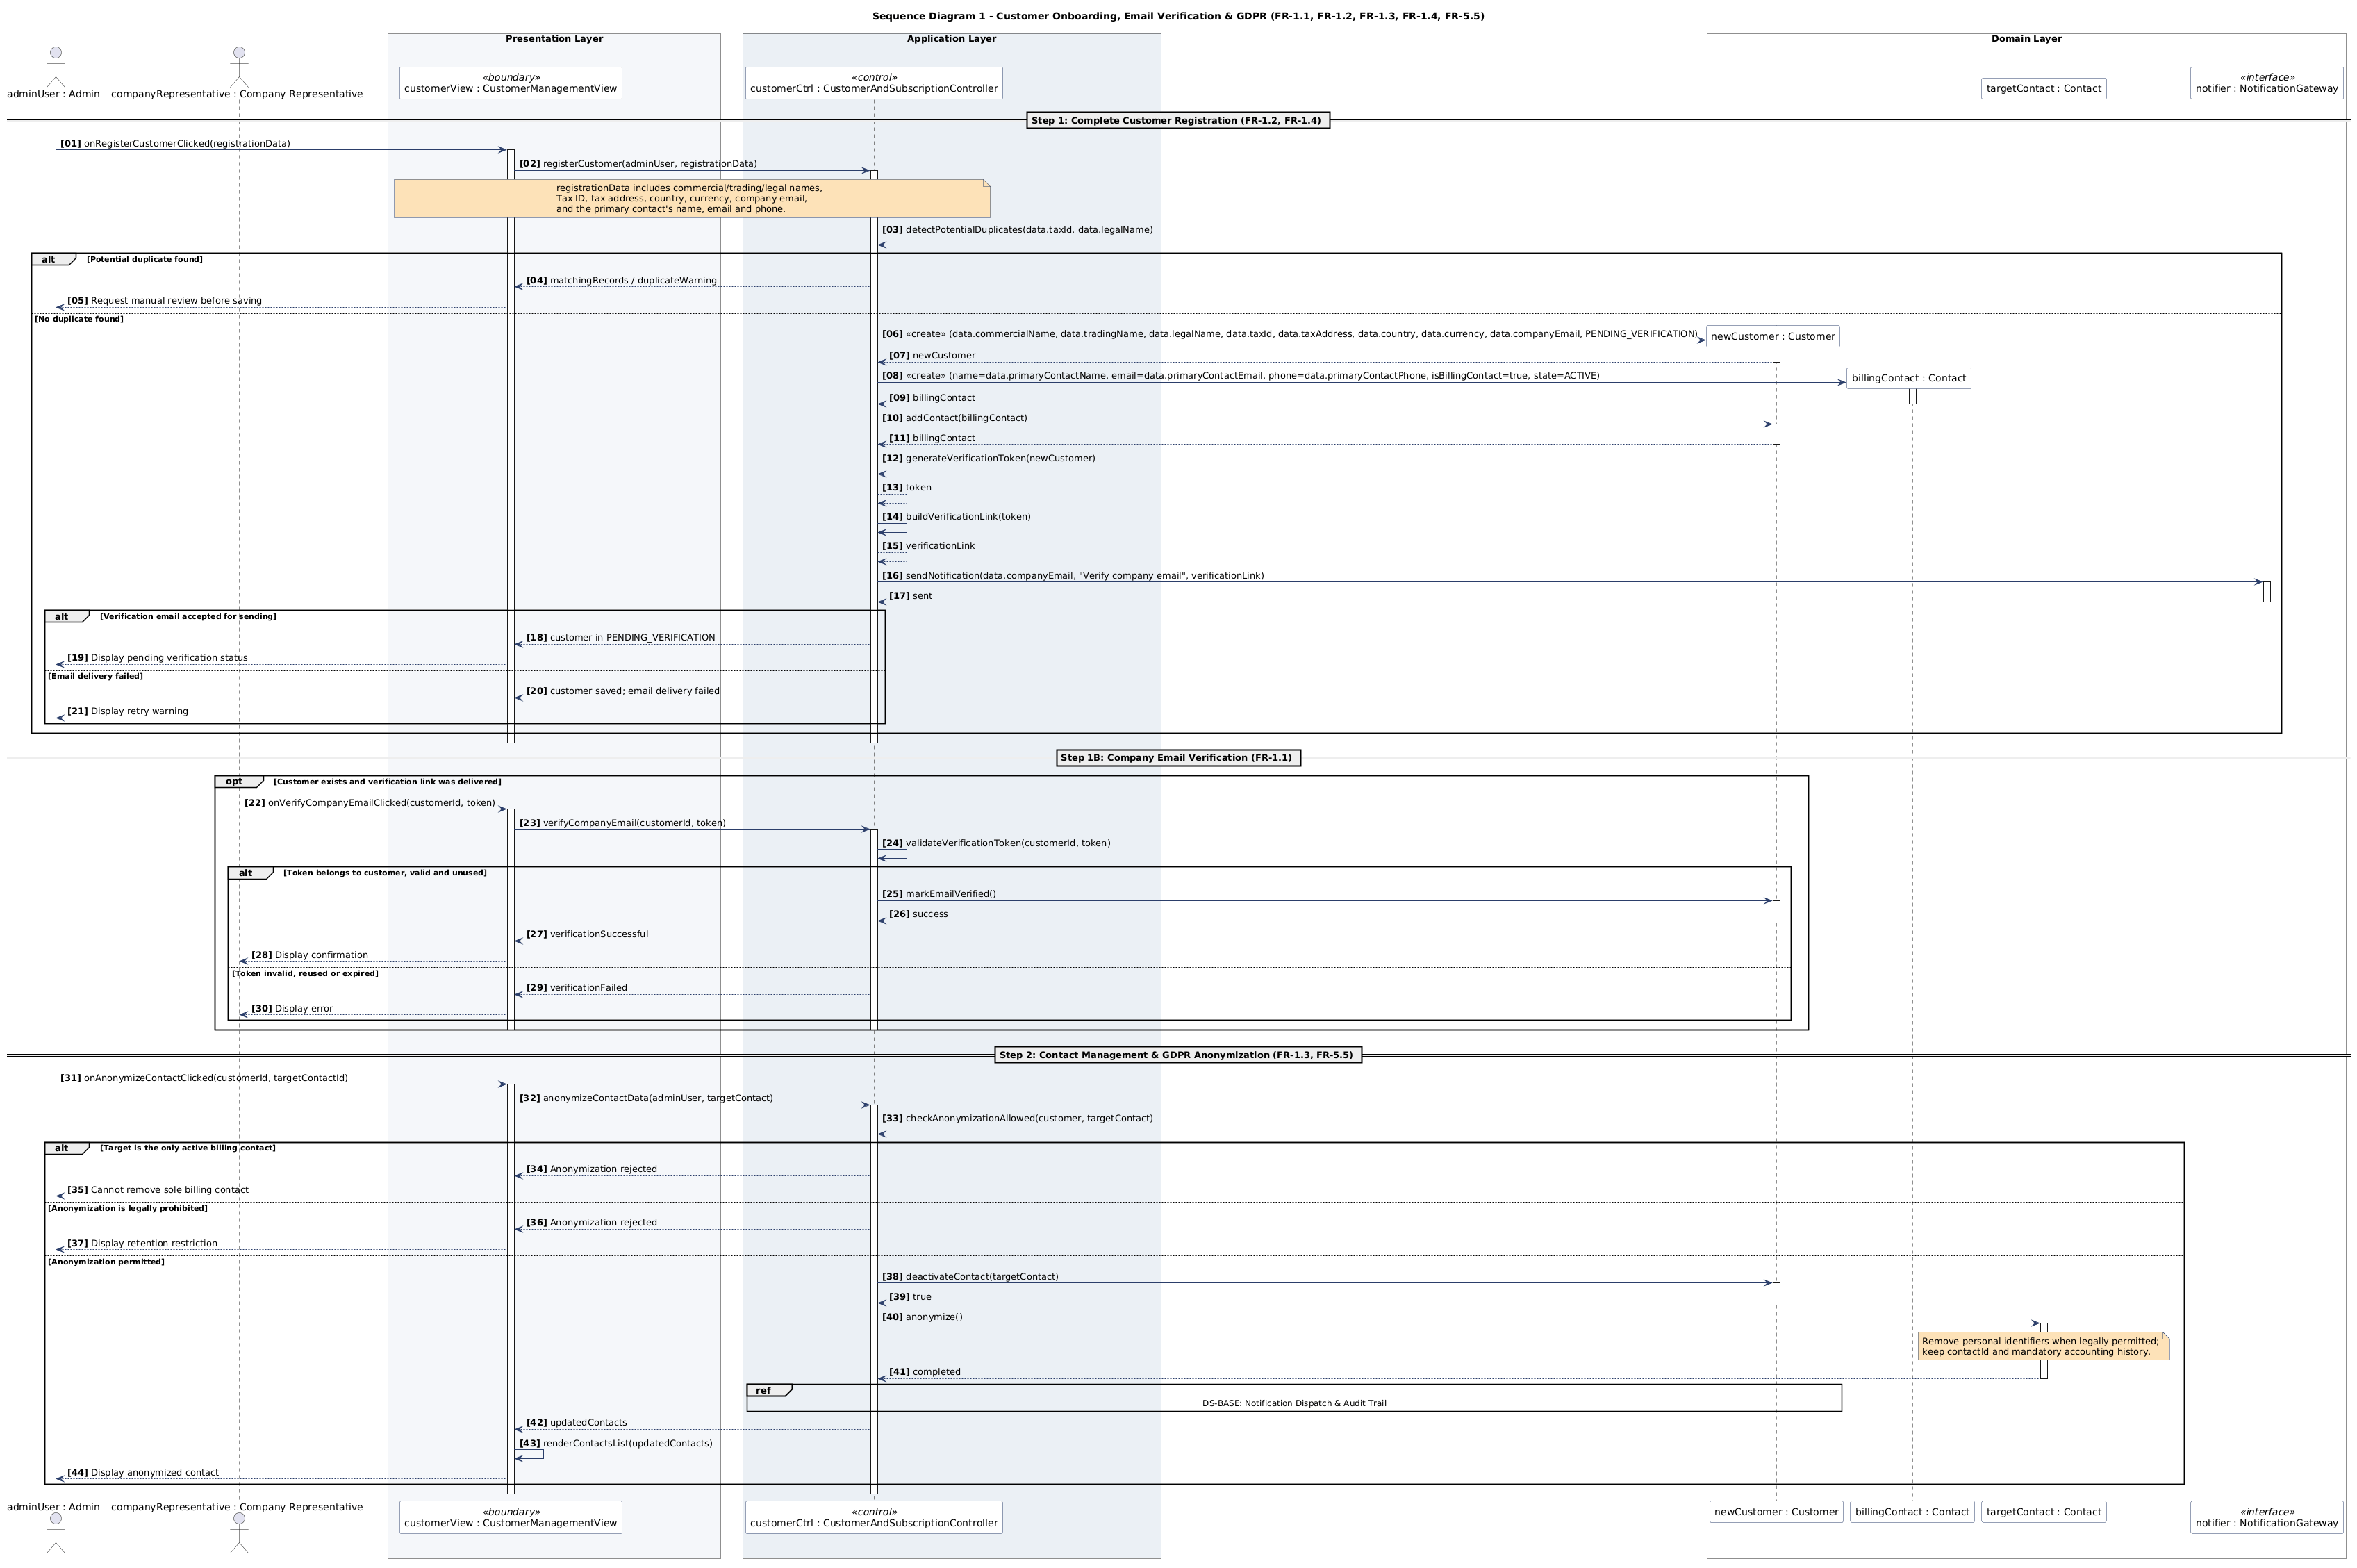 Sequence Diagram 1 - Customer Onboarding, Email Verification & GDPR (FR-1.1, FR-1.2, FR-1.3, FR-1.4, FR-5.5)
Presentation Layer
Application Layer
Domain Layer
adminUser : Admin
companyRepresentative : Company Representative
«boundary»
customerView : CustomerManagementView
«control»
customerCtrl : CustomerAndSubscriptionController
targetContact : Contact
«interface»
notifier : NotificationGateway
Step 1: Complete Customer Registration (FR-1.2, FR-1.4)
[01] onRegisterCustomerClicked(registrationData)
[02] registerCustomer(adminUser, registrationData)
registrationData includes commercial/trading/legal names,
Tax ID, tax address, country, currency, company email,
and the primary contact's name, email and phone.
[03] detectPotentialDuplicates(data.taxId, data.legalName)
alt [Potential duplicate found]
[04] matchingRecords / duplicateWarning
[05] Request manual review before saving
[No duplicate found]
[06] «create» (data.commercialName, data.tradingName, data.legalName, data.taxId, data.taxAddress, data.country, data.currency, data.companyEmail, PENDING_VERIFICATION)
newCustomer : Customer
[07] newCustomer
[08] «create» (name=data.primaryContactName, email=data.primaryContactEmail, phone=data.primaryContactPhone, isBillingContact=true, state=ACTIVE)
billingContact : Contact
[09] billingContact
[10] addContact(billingContact)
[11] billingContact
[12] generateVerificationToken(newCustomer)
[13] token
[14] buildVerificationLink(token)
[15] verificationLink
[16] sendNotification(data.companyEmail, "Verify company email", verificationLink)
[17] sent
alt [Verification email accepted for sending]
[18] customer in PENDING_VERIFICATION
[19] Display pending verification status
[Email delivery failed]
[20] customer saved; email delivery failed
[21] Display retry warning
Step 1B: Company Email Verification (FR-1.1)
opt [Customer exists and verification link was delivered]
[22] onVerifyCompanyEmailClicked(customerId, token)
[23] verifyCompanyEmail(customerId, token)
[24] validateVerificationToken(customerId, token)
alt [Token belongs to customer, valid and unused]
[25] markEmailVerified()
[26] success
[27] verificationSuccessful
[28] Display confirmation
[Token invalid, reused or expired]
[29] verificationFailed
[30] Display error
Step 2: Contact Management & GDPR Anonymization (FR-1.3, FR-5.5)
[31] onAnonymizeContactClicked(customerId, targetContactId)
[32] anonymizeContactData(adminUser, targetContact)
[33] checkAnonymizationAllowed(customer, targetContact)
alt [Target is the only active billing contact]
[34] Anonymization rejected
[35] Cannot remove sole billing contact
[Anonymization is legally prohibited]
[36] Anonymization rejected
[37] Display retention restriction
[Anonymization permitted]
[38] deactivateContact(targetContact)
[39] true
[40] anonymize()
Remove personal identifiers when legally permitted;
keep contactId and mandatory accounting history.
[41] completed
ref
DS-BASE: Notification Dispatch & Audit Trail
[42] updatedContacts
[43] renderContactsList(updatedContacts)
[44] Display anonymized contact
adminUser : Admin
companyRepresentative : Company Representative
«boundary»
customerView : CustomerManagementView
«control»
customerCtrl : CustomerAndSubscriptionController
newCustomer : Customer
billingContact : Contact
targetContact : Contact
«interface»
notifier : NotificationGateway